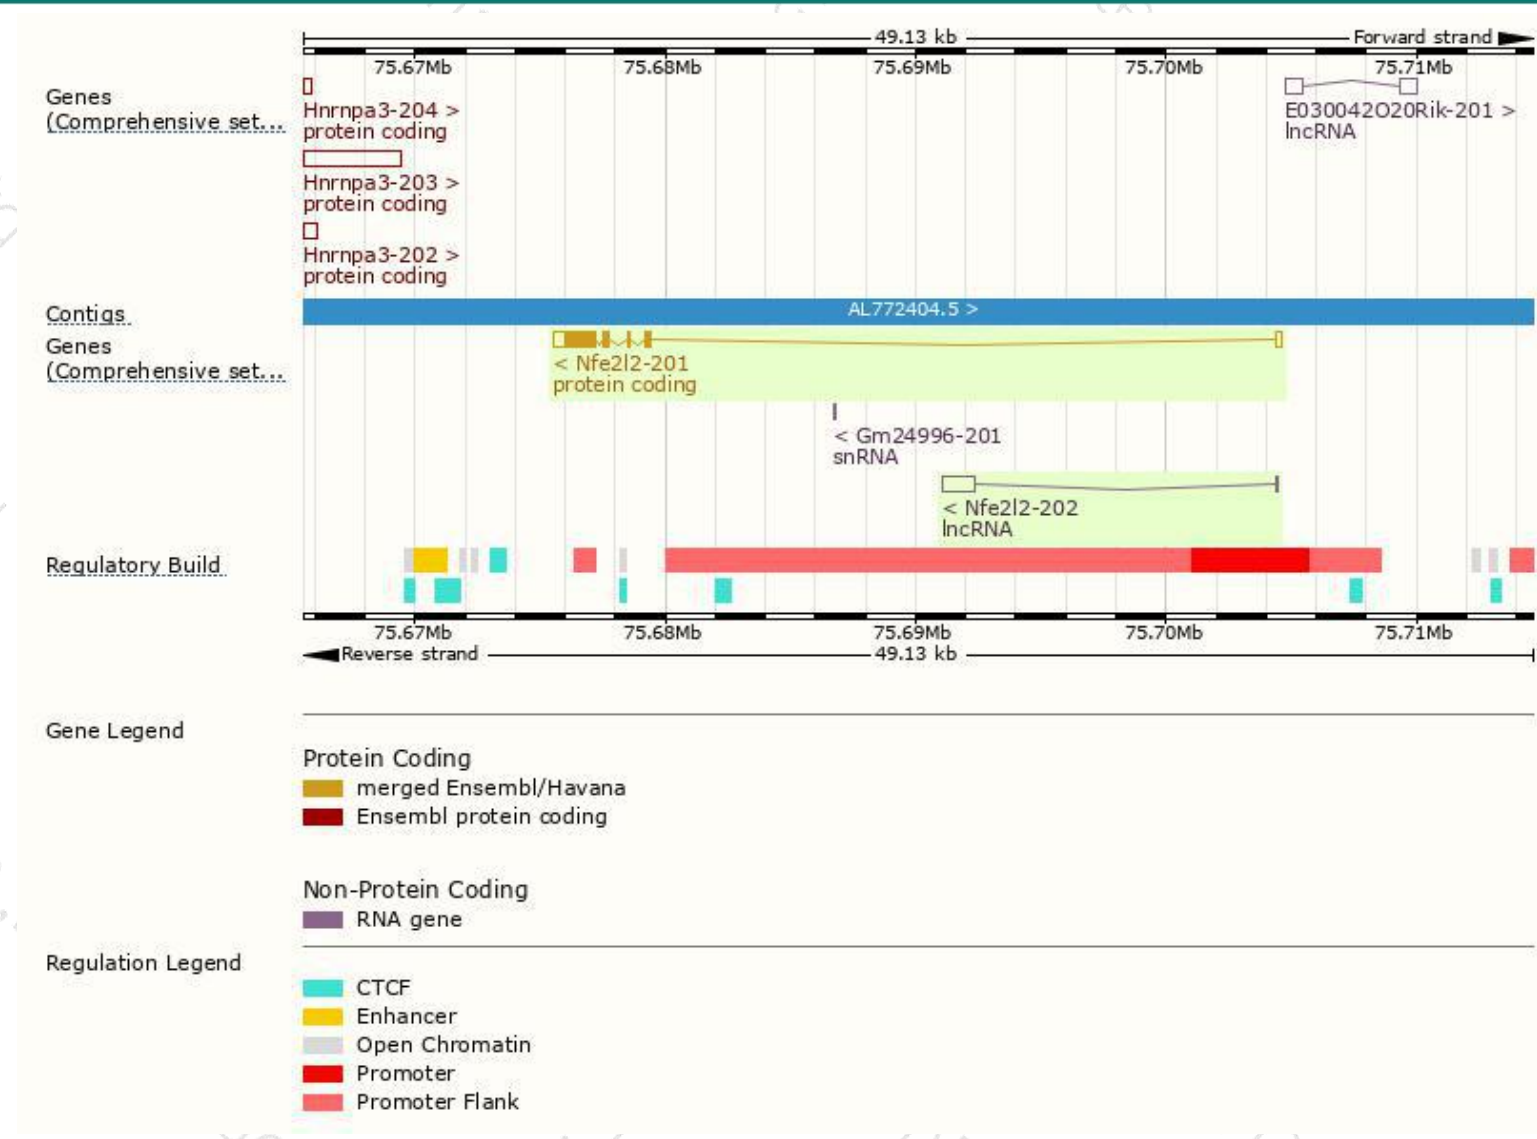 49.13 kb Forward strand
75.67Mb 75.68Mb 75.69Mb 75.70Mb 75.71Mb
Genes
(Comprehensive set...
Hnrnpa3-204 >
protein coding
E030042O20Rik-201 >
lncRNA
Hnrnpa3-203 >
protein coding
Hnrnpa3-202 >
protein coding
Contigs
AL772404.5 >
Genes
(Comprehensive set...
< Nfe2l2-201
protein coding
< Gm24996-201
snRNA
< Nfe2l2-202
lncRNA
Regulatory Build
75.67Mb 75.68Mb 75.69Mb 75.70Mb 75.71Mb
Reverse strand 49.13 kb
Gene Legend
Protein Coding
merged Ensembl/Havana
Ensembl protein coding
Non-Protein Coding
RNA gene
Regulation Legend
CTCF
Enhancer
Open Chromatin
Promoter
Promoter Flank